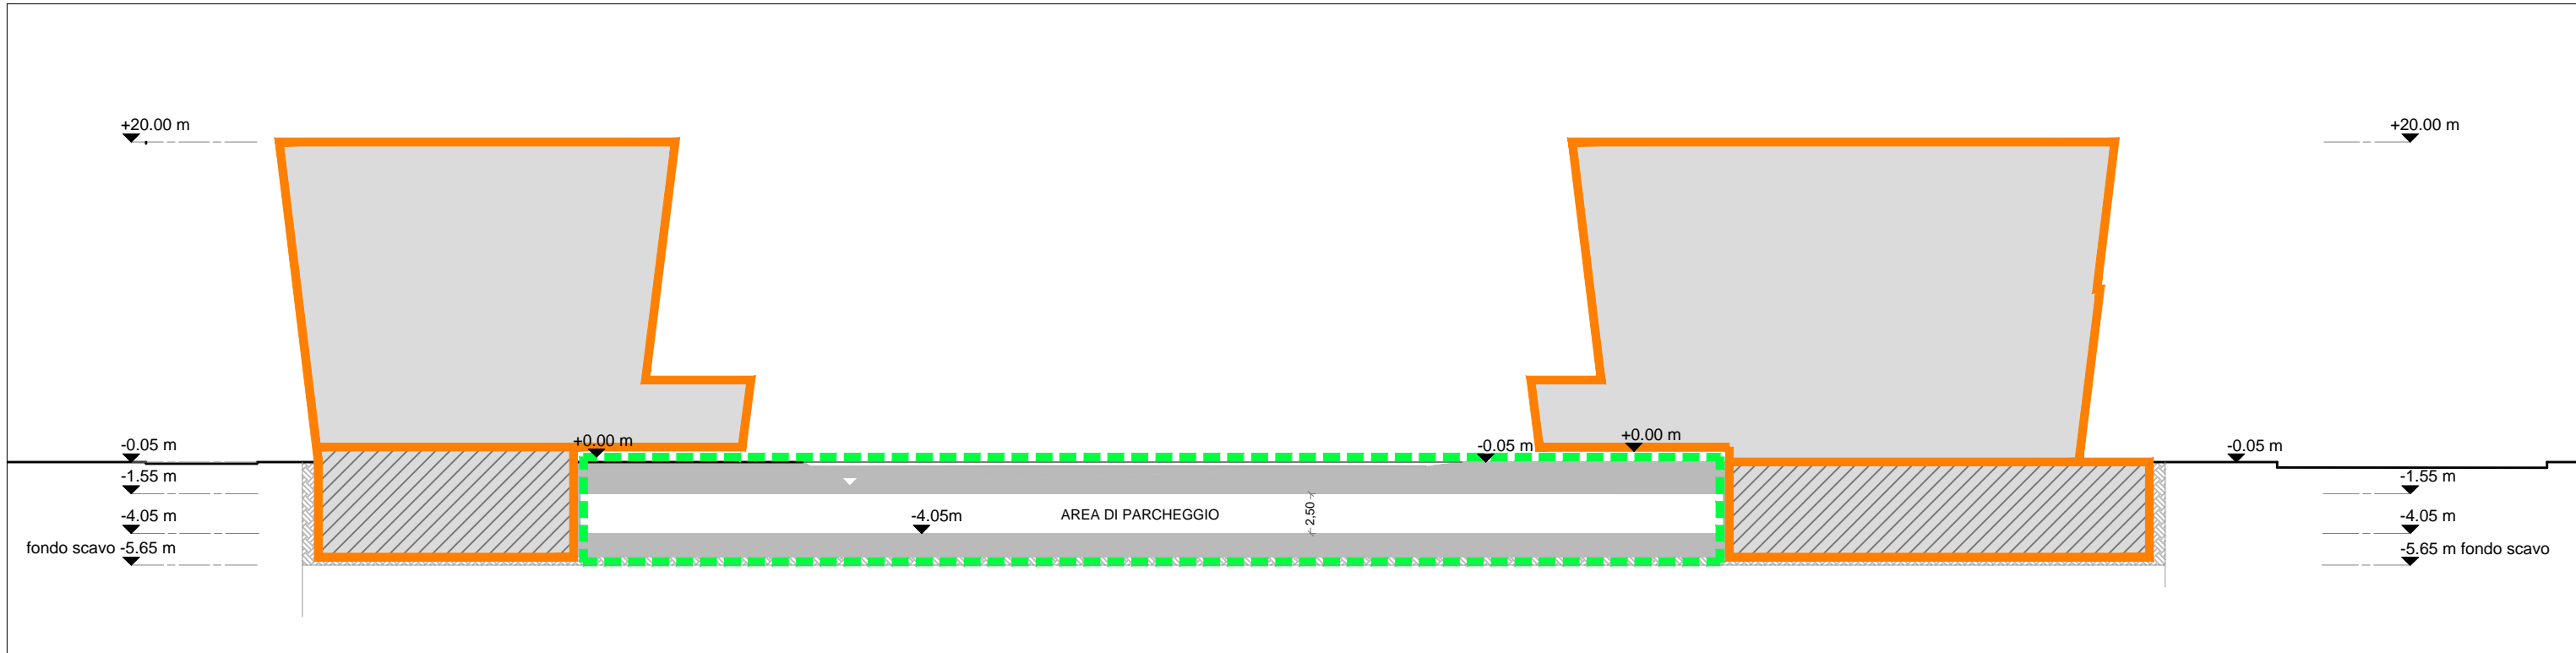 +20.00 m
+20.00 m
-0.05 m
+0.00 m
-0.05 m
+0.00 m
-0.05 m
-1.55 m
-1.55 m
-4.05 m
-4.05m
AREA DI PARCHEGGIO
2,50
-4.05 m
fondo scavo -5.65 m
-5.65 m fondo scavo